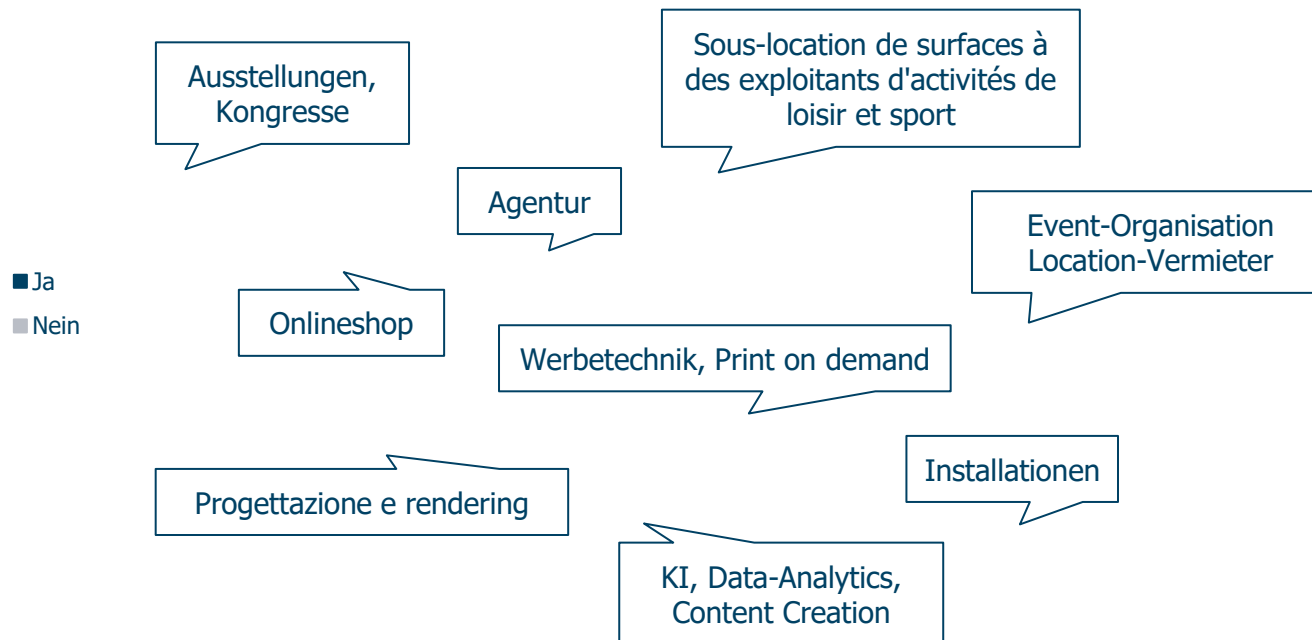 Ausstellungen,
Kongresse
Sous-location de surfaces à
des exploitants d'activités de
loisir et sport
Agentur
Event-Organisation
Location-Vermieter
Ja
Nein
Onlineshop
Werbetechnik, Print on demand
Progettazione e rendering
Installationen
KI, Data-Analytics,
Content Creation